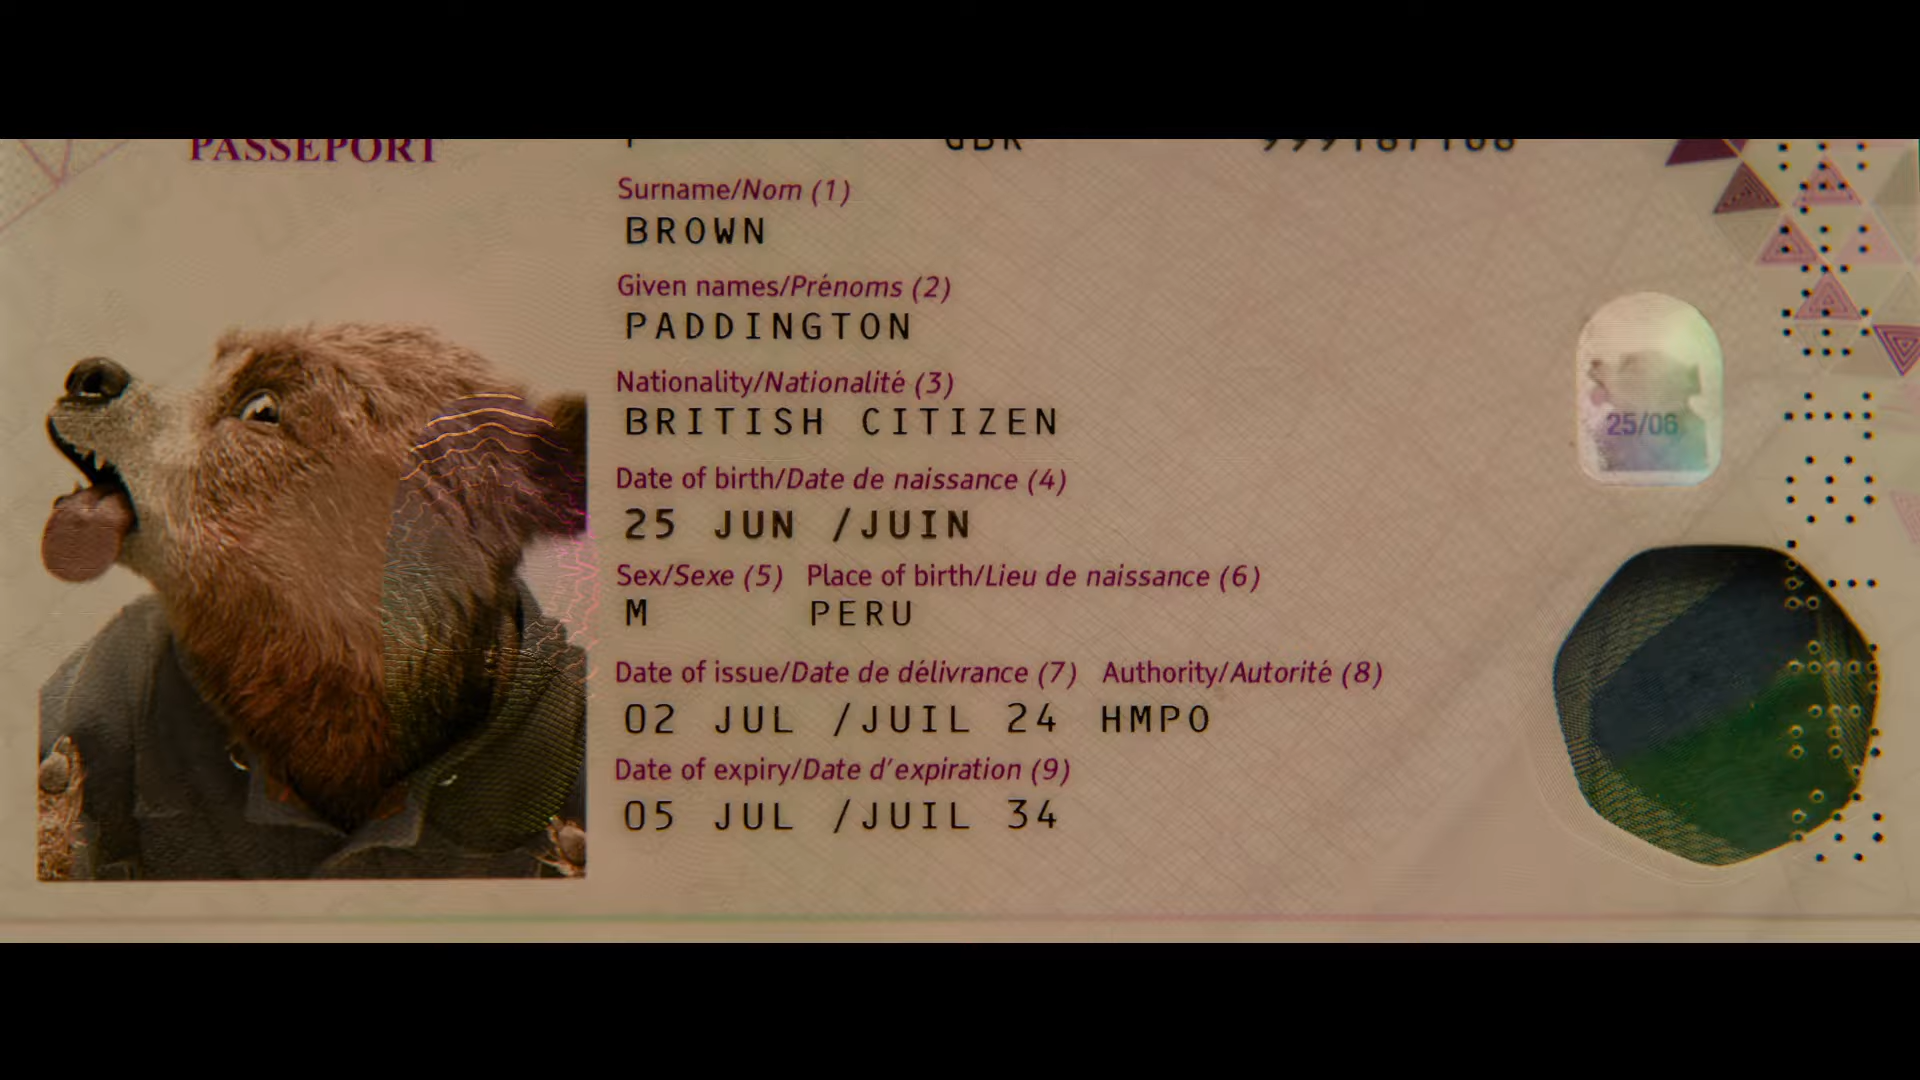 PASSEPORT
GBR
Surname/Nom (1)
BROWN
Given names/Prénoms (2)
PADDINGTON
Nationality/Nationalité (3)
BRITISH CITIZEN
Date of birth/Date de naissance (4)
25 JUN /JUIN
25/06
Sex/Sexe (5) Place of birth/Lieu de naissance (6)
M PERU
Date of issue/Date de délivrance (7) Authority/Autorité (8)
02 JUL /JUIL 24 HMPO
Date of expiry/Date d'expiration (9)
05 JUL /JUIL 34